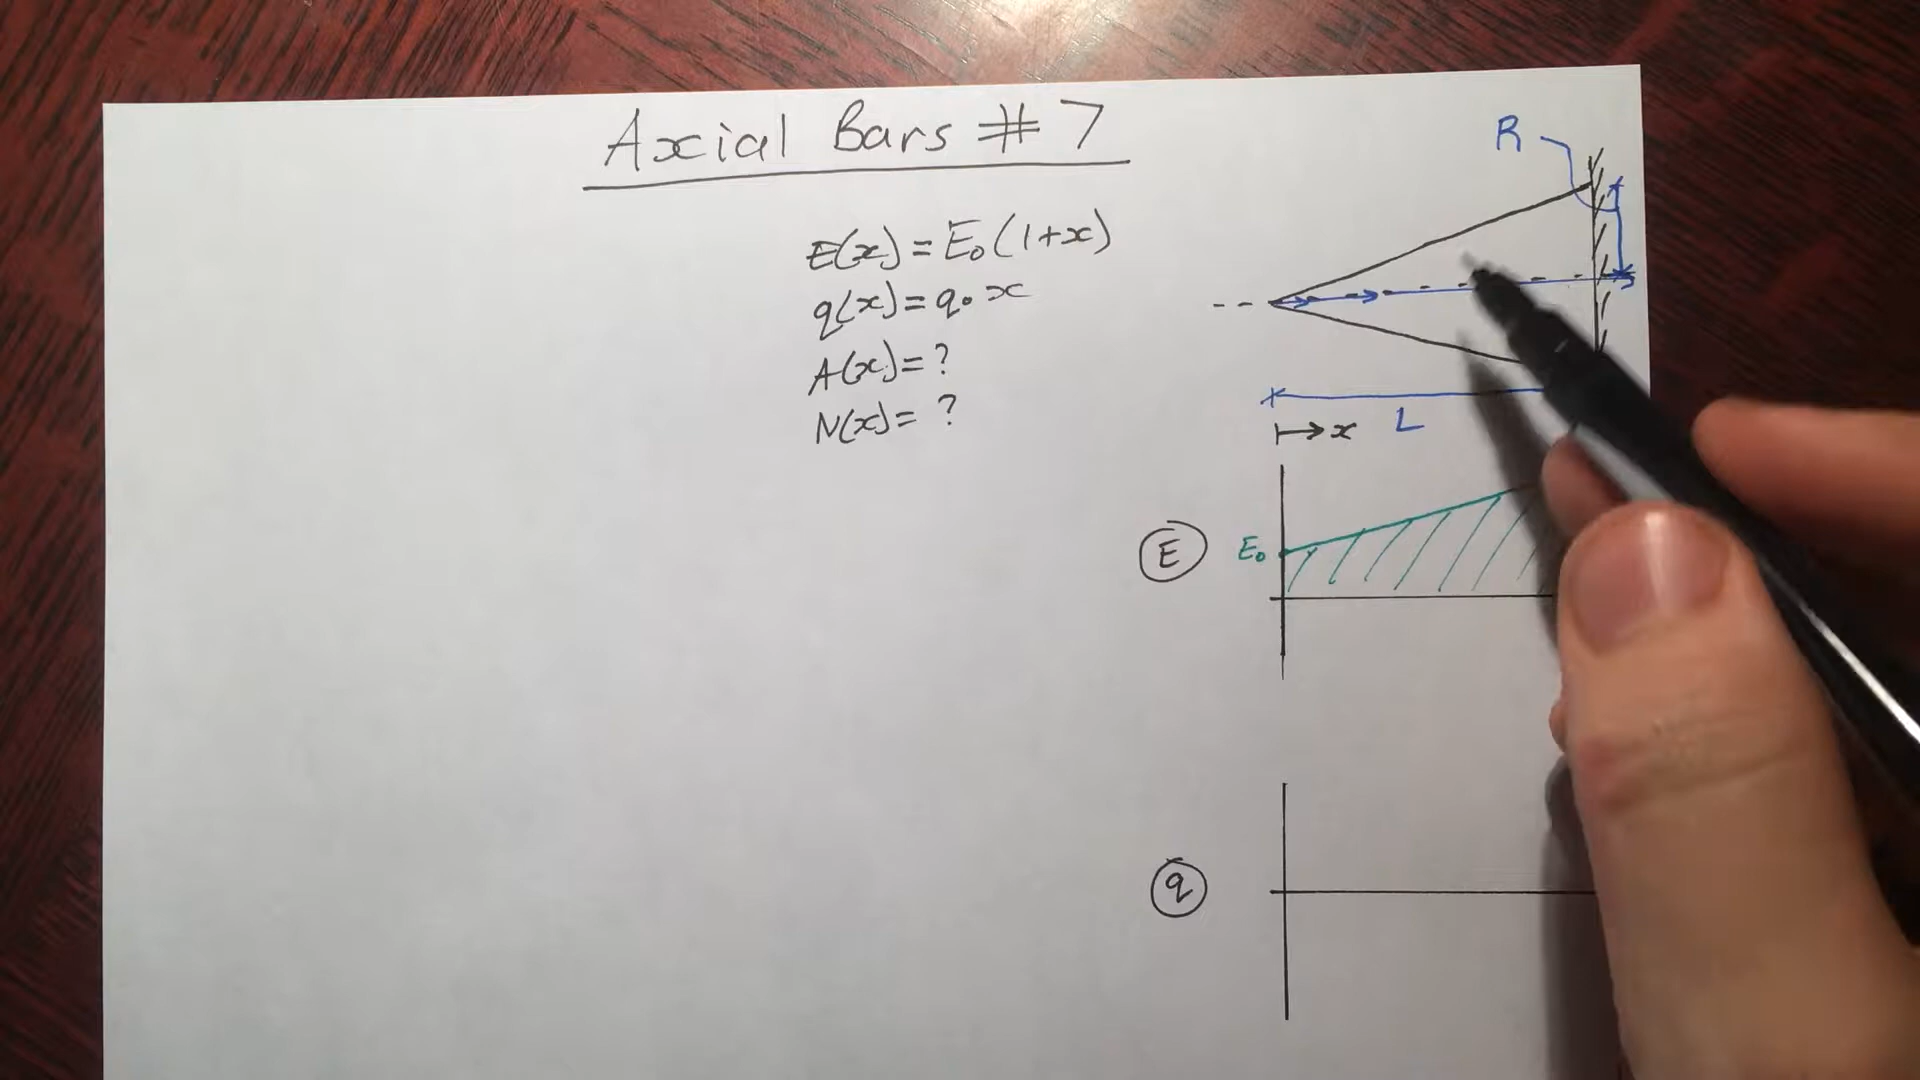 Axial Bars #7
E(x) = E₀(1+x)
q(x) = q₀ x
A(x) = ?
N(x) = ?
R
L
x
E
E₀
q